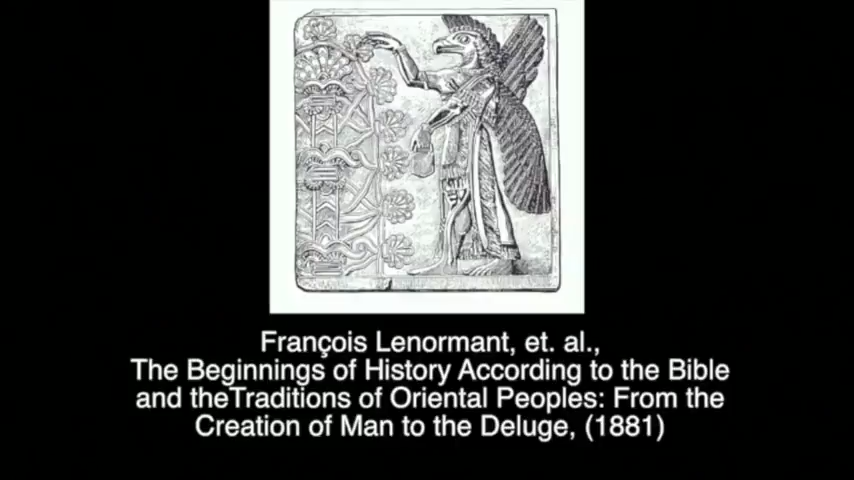 François Lenormant, et. al.,
The Beginnings of History According to the Bible
and theTraditions of Oriental Peoples: From the
Creation of Man to the Deluge, (1881)